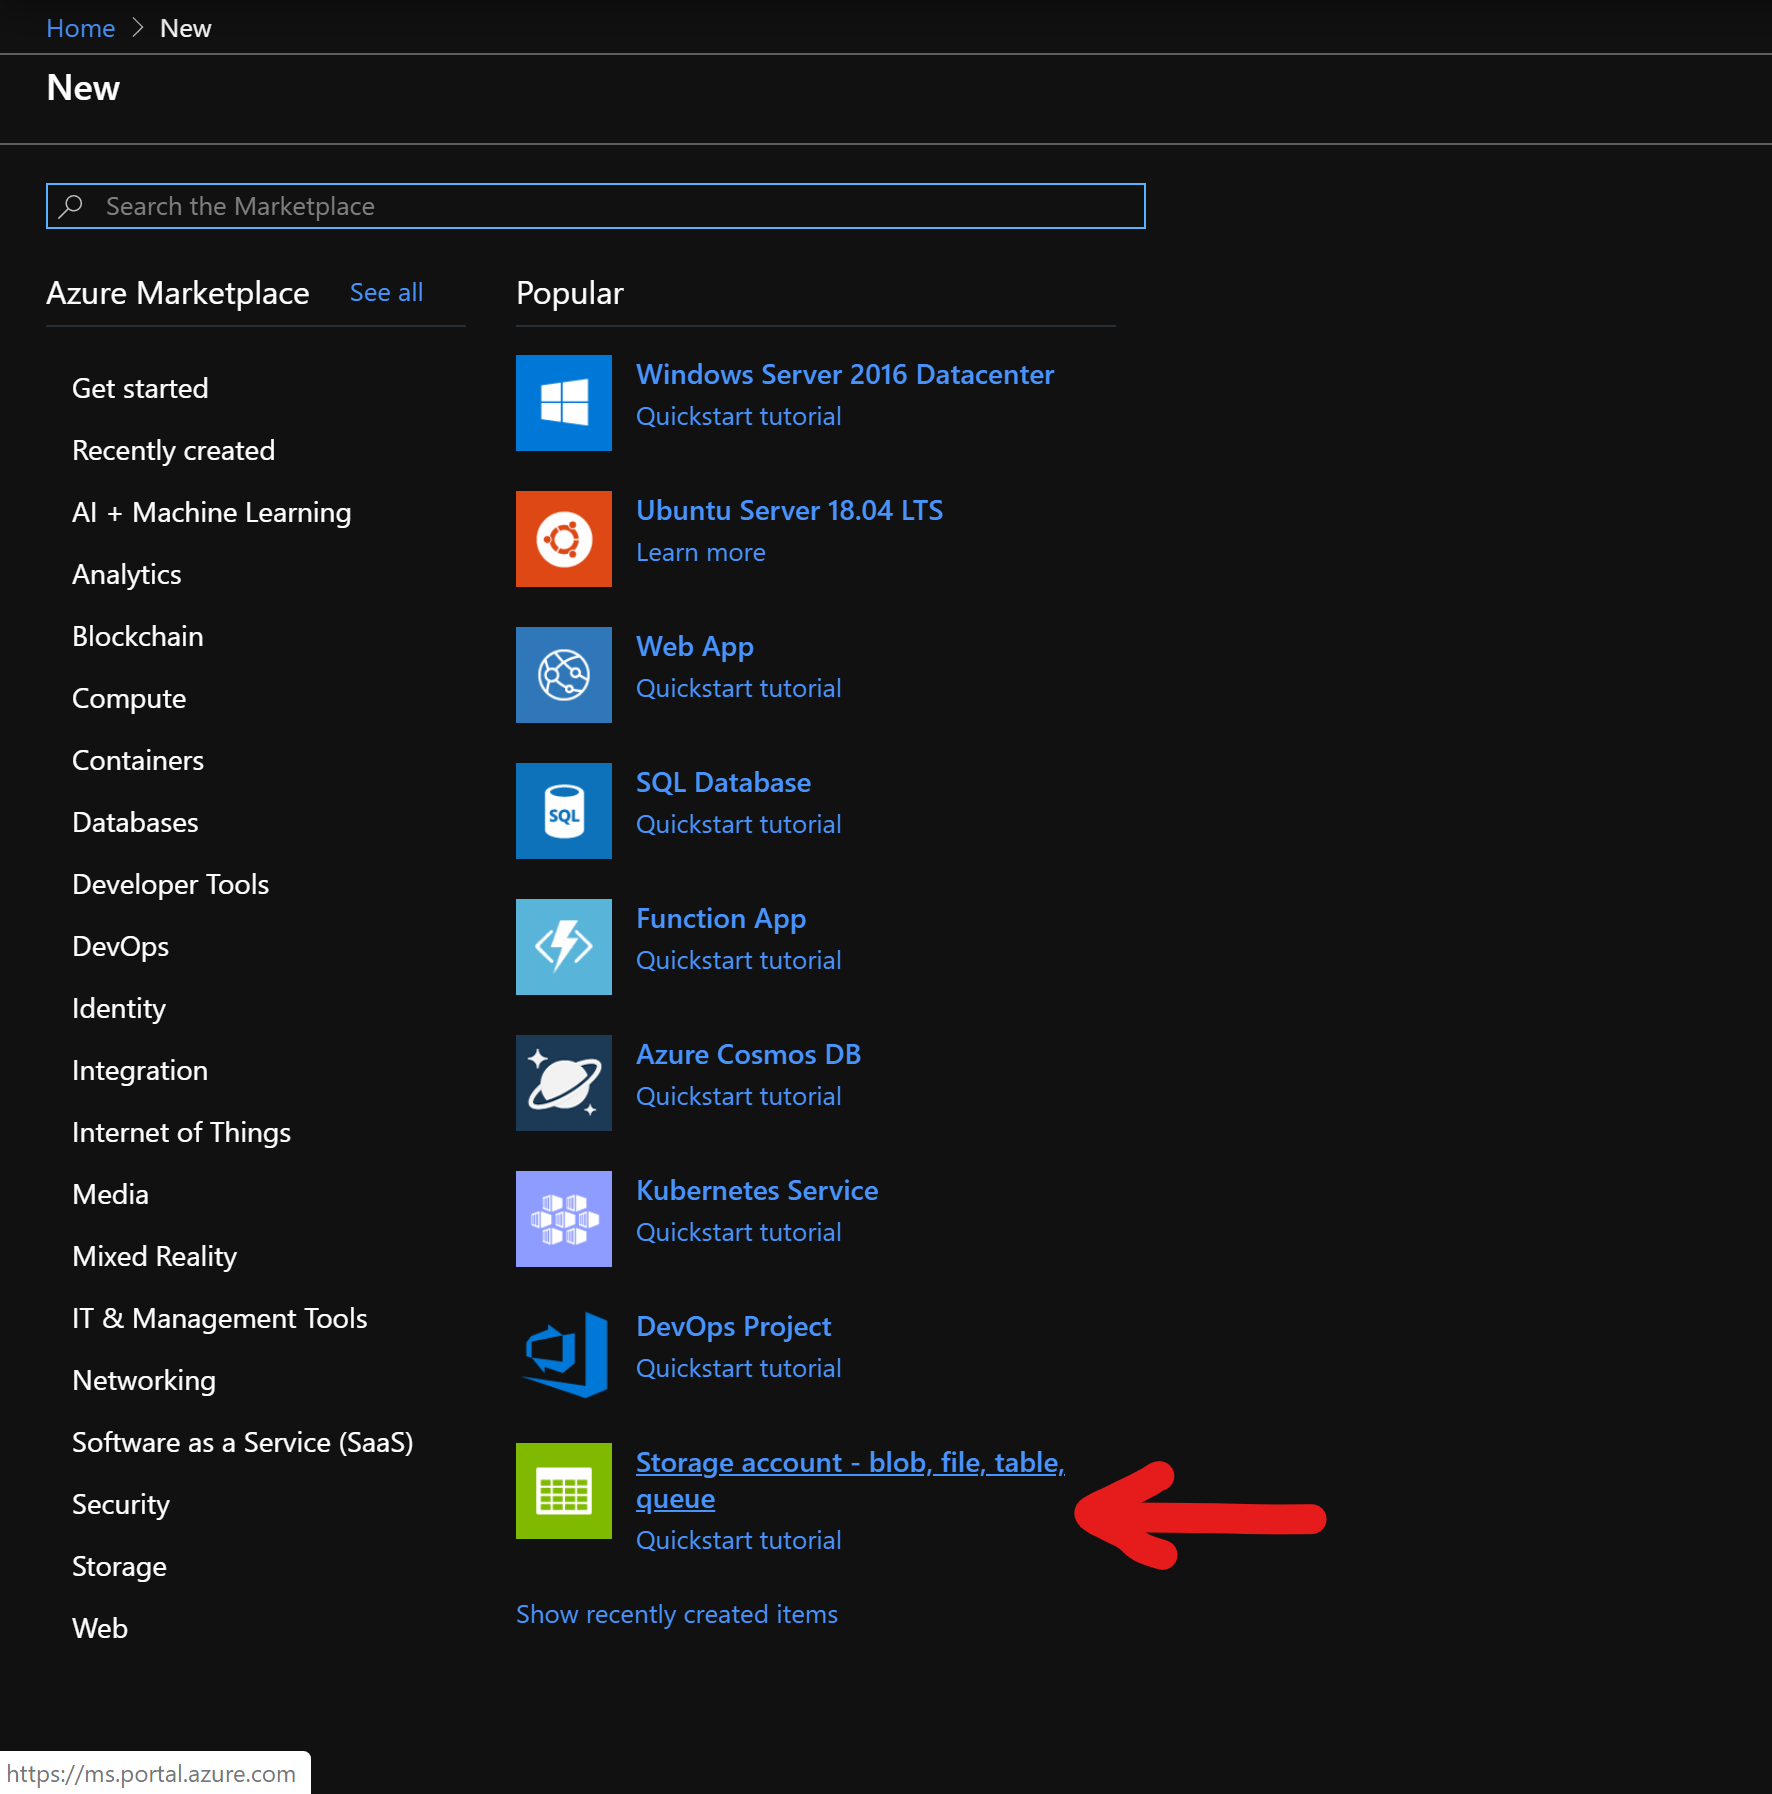 Home > New
New
Search the Marketplace
Azure Marketplace See all
Get started
Recently created
AI + Machine Learning
Analytics
Blockchain
Compute
Containers
Databases
Developer Tools
DevOps
Identity
Integration
Internet of Things
Media
Mixed Reality
IT & Management Tools
Networking
Software as a Service (SaaS)
Security
Storage
Web
Popular
Windows Server 2016 Datacenter
Quickstart tutorial
Ubuntu Server 18.04 LTS
Learn more
Web App
Quickstart tutorial
SQL
SQL Database
Quickstart tutorial
Function App
Quickstart tutorial
Azure Cosmos DB
Quickstart tutorial
Kubernetes Service
Quickstart tutorial
DevOps Project
Quickstart tutorial
Storage account - blob, file, table,
queue
Quickstart tutorial
Show recently created items
https://ms.portal.azure.com